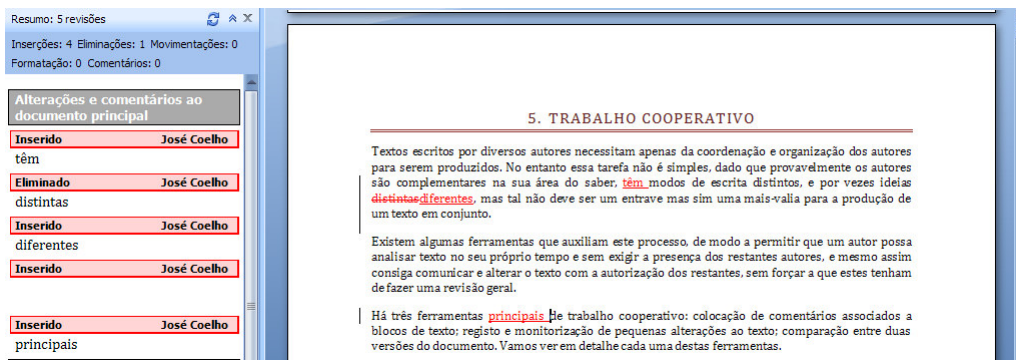 Resumo: 5 revisões
Inserções: 4 Eliminações: 1 Movimentações: 0
Formatação: 0 Comentários: 0
Alterações e comentários ao
documento principal
Inserido José Coelho
têm
Eliminado José Coelho
distintas
Inserido José Coelho
diferentes
Inserido José Coelho
Inserido José Coelho
principais
5. TRABALHO COOPERATIVO
Textos escritos por diversos autores necessitam apenas da coordenação e organização dos autores
para serem produzidos. No entanto essa tarefa não é simples, dado que provavelmente os autores
são complementares na sua área do saber, têm modos de escrita distintos, e por vezes ideias
distintasdiferentes, mas tal não deve ser um entrave mas sim uma mais-valia para a produção de
um texto em conjunto.
Existem algumas ferramentas que auxiliam este processo, de modo a permitir que um autor possa
analisar texto no seu próprio tempo e sem exigir a presença dos restantes autores, e mesmo assim
consiga comunicar e alterar o texto com a autorização dos restantes, sem forçar a que estes tenham
de fazer uma revisão geral.
Há três ferramentas principais de trabalho cooperativo: colocação de comentários associados a
blocos de texto; registo e monitorização de pequenas alterações ao texto; comparação entre duas
versões do documento. Vamos ver em detalhe cada uma destas ferramentas.